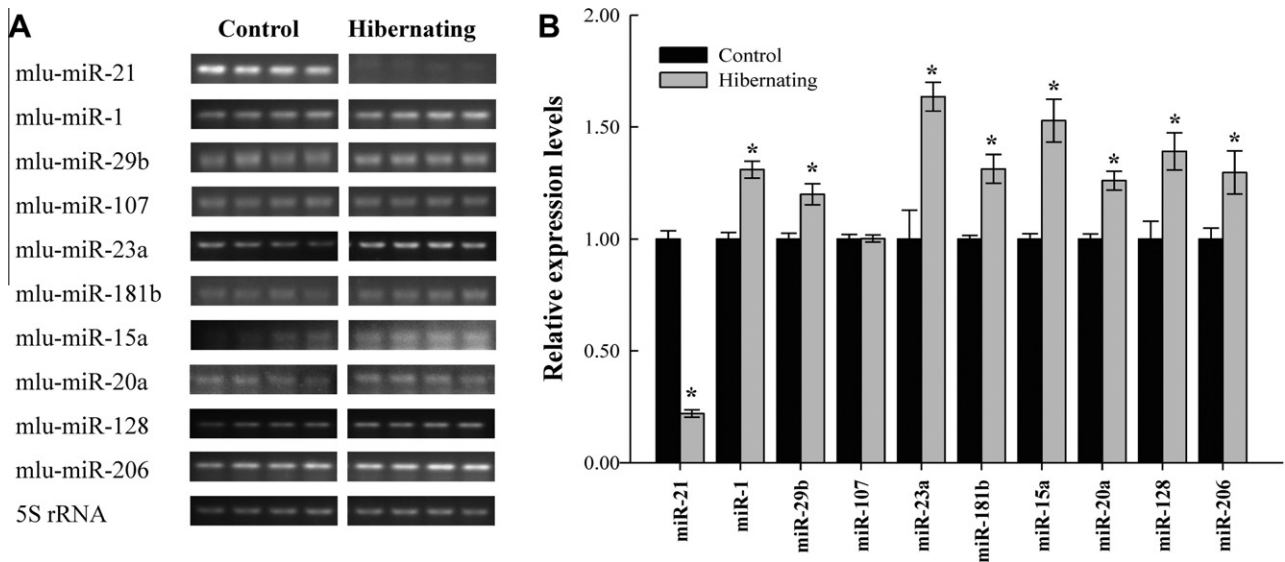 A
Control Hibernating
mlu-miR-21
mlu-miR-1
mlu-miR-29b
mlu-miR-107
mlu-miR-23a
mlu-miR-181b
mlu-miR-15a
mlu-miR-20a
mlu-miR-128
mlu-miR-206
5S rRNA
B
Relative expression levels
2.00
1.50
1.00
0.50
0.00
Control
Hibernating
*
*
*
*
*
*
*
*
*
miR-21
miR-1
miR-29b
miR-107
miR-23a
miR-181b
miR-15a
miR-20a
miR-128
miR-206